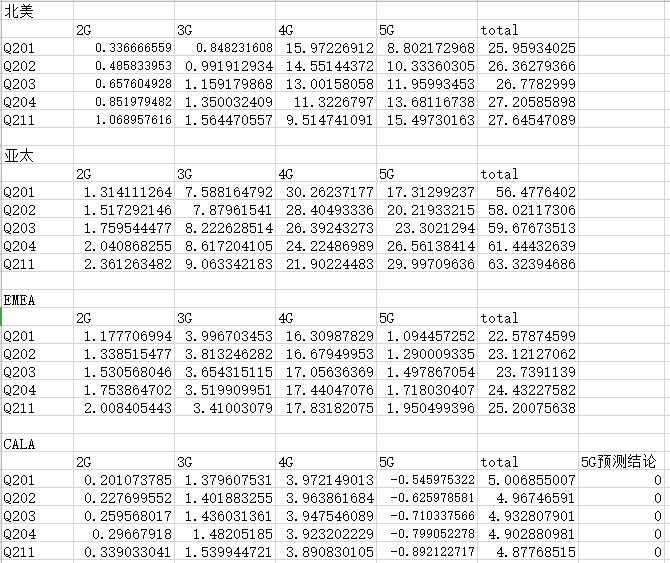 北美
2G 3G 4G 5G total
Q201 0.336666559 0.848231608 15.97226912 8.802172968 25.95934025
Q202 0.485833953 0.991912934 14.55144372 10.33360305 26.36279366
Q203 0.657604928 1.159179868 13.00158058 11.95993453 26.7782999
Q204 0.851979482 1.350032409 11.3226797 13.68116738 27.20585898
Q211 1.068957616 1.564470557 9.514741091 15.49730163 27.64547089
亚太
2G 3G 4G 5G total
Q201 1.314111264 7.588164792 30.26237177 17.31299237 56.4776402
Q202 1.517292146 7.87961541 28.40493336 20.21933215 58.02117306
Q203 1.759544477 8.222628514 26.39243273 23.3021294 59.67673513
Q204 2.040868255 8.617204105 24.22486989 26.56138414 61.44432639
Q211 2.361263482 9.063342183 21.90224483 29.99709636 63.32394686
EMEA
2G 3G 4G 5G total
Q201 1.177706994 3.996703453 16.30987829 1.094457252 22.57874599
Q202 1.338515477 3.813246282 16.67949953 1.290009335 23.12127062
Q203 1.530568046 3.654315115 17.05636369 1.497867054 23.7391139
Q204 1.753864702 3.519909951 17.44047076 1.718030407 24.43227582
Q211 2.008405443 3.41003079 17.83182075 1.950499396 25.20075638
CALA
2G 3G 4G 5G total 5G预测结论
Q201 0.201073785 1.379607531 3.972149013 -0.545975322 5.006855007 0
Q202 0.227699552 1.401883255 3.963861684 -0.625978581 4.96746591 0
Q203 0.259568017 1.436031361 3.947546089 -0.710337566 4.932807901 0
Q204 0.29667918 1.48205185 3.923202229 -0.799052278 4.902880981 0
Q211 0.339033041 1.539944721 3.890830105 -0.892122717 4.87768515 0